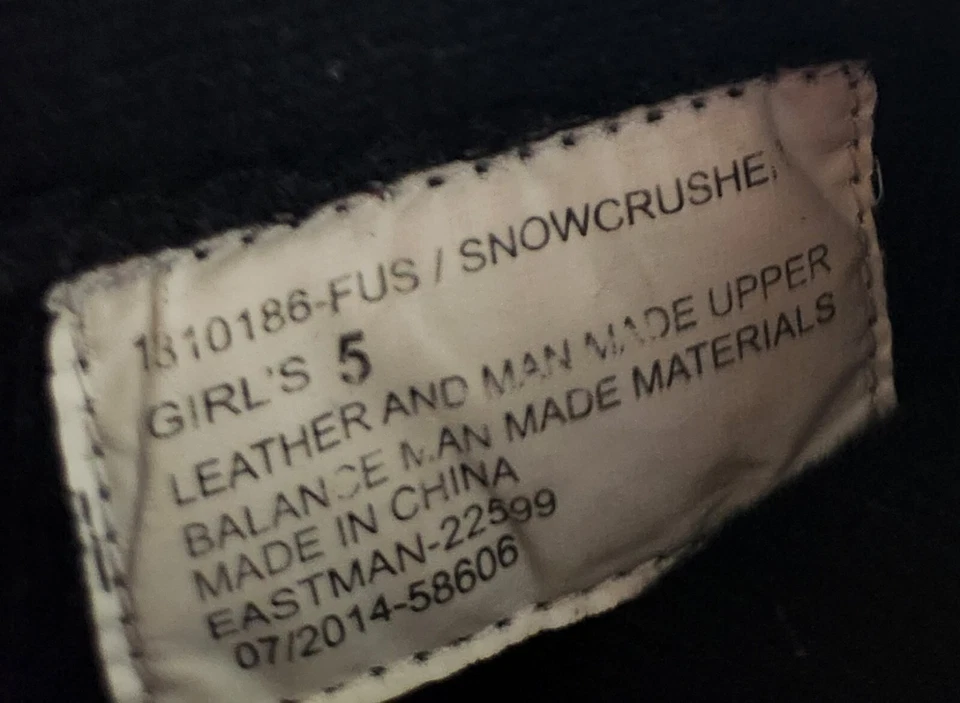 1310186-FUS / SNOWCRUSHE
GIRL'S 5
LEATHER AND MAN MADE UPPER
BALANCE MAN MADE MATERIALS
MADE IN CHINA
EASTMAN-22599
07/2014-58606